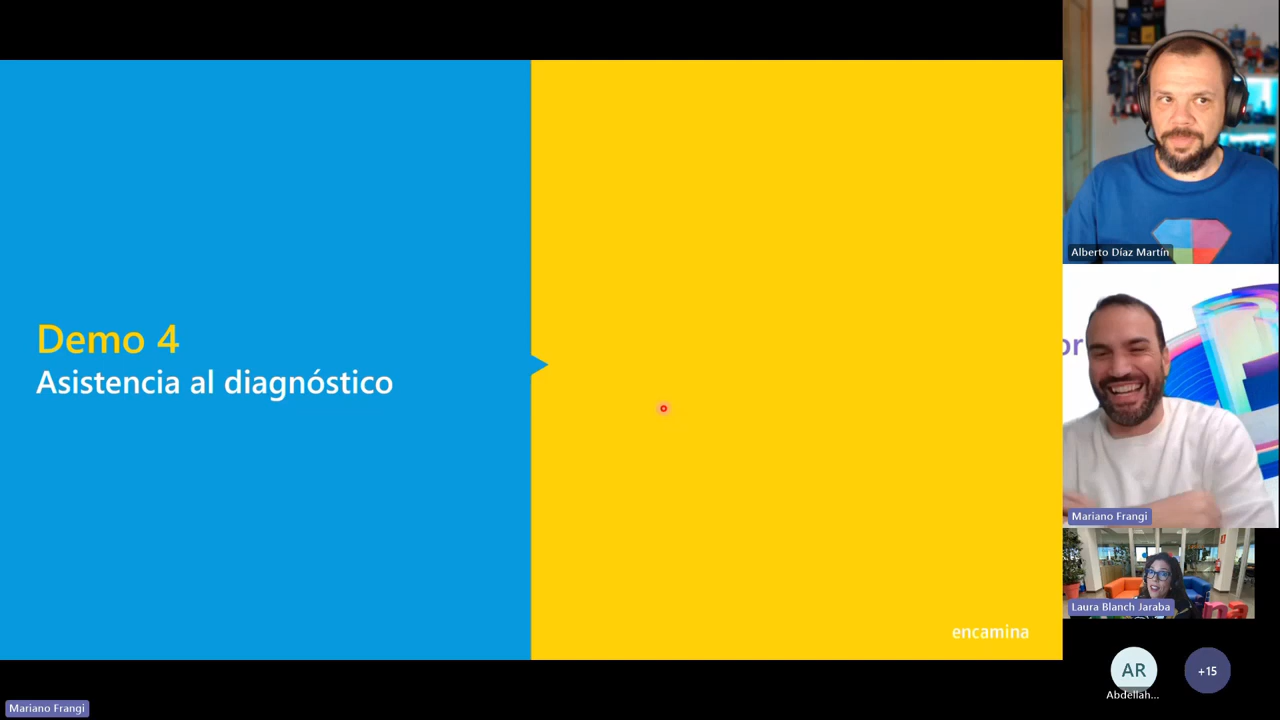 Demo 4
Asistencia al diagnóstico
encamina
Mariano Frangi
Alberto Díaz Martín
or
Mariano Frangi
Laura Blanch Jaraba
AR
Abdellah...
+15